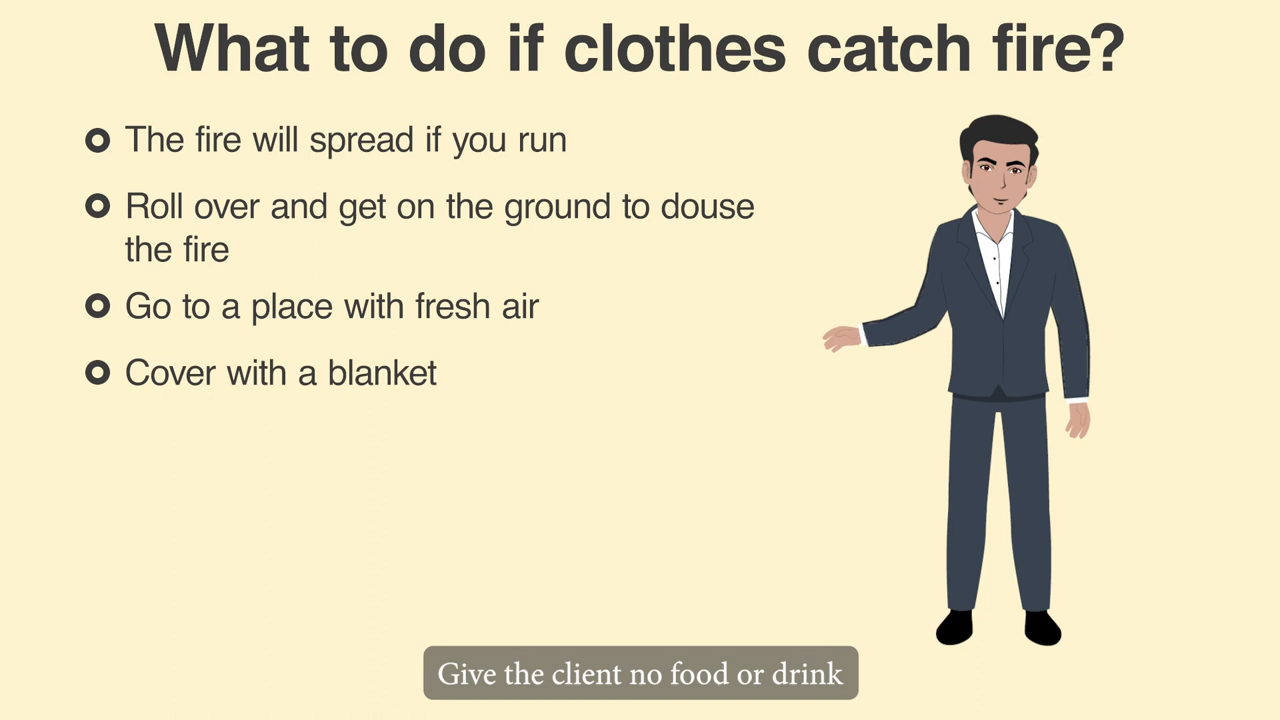 What to do if clothes catch fire?
The fire will spread if you run
Roll over and get on the ground to douse
the fire
Go to a place with fresh air
Cover with a blanket
Give the client no food or drink